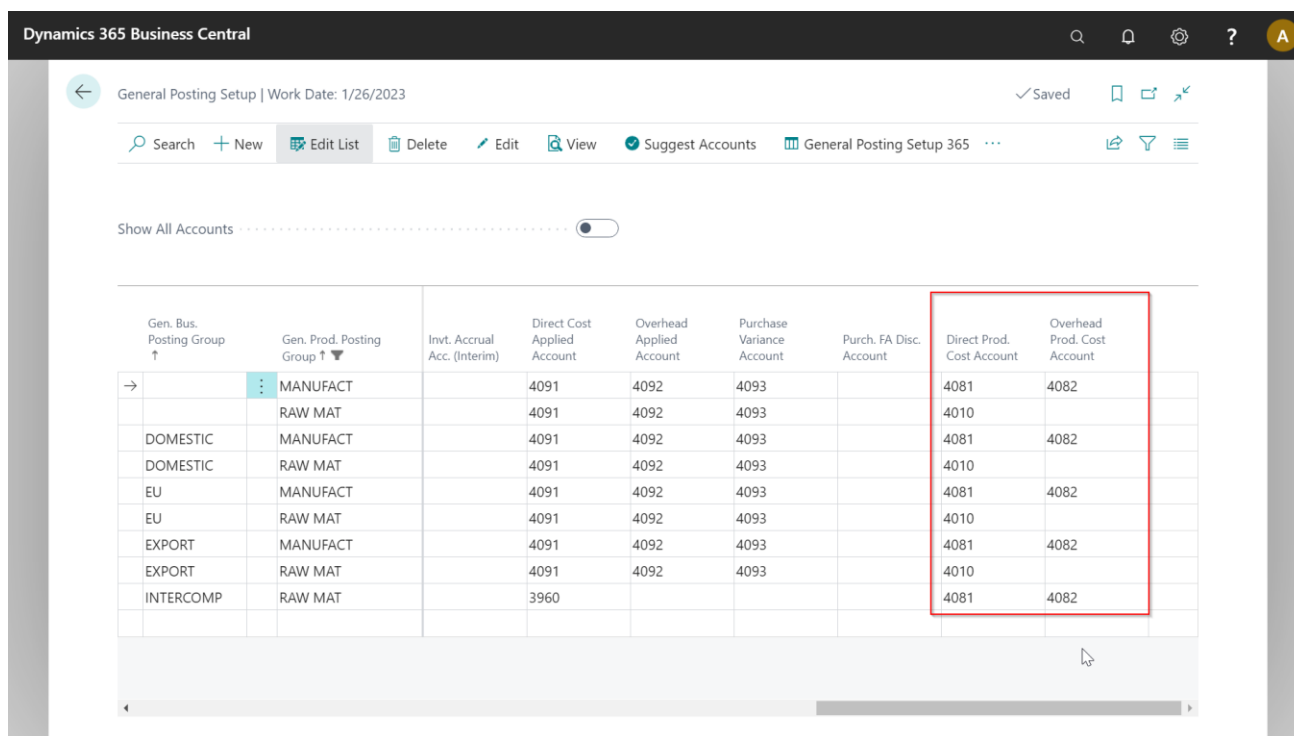 Dynamics 365 Business Central
?
A
General Posting Setup | Work Date: 1/26/2023
Saved
Search
New
Edit List
Delete
Edit
View
Suggest Accounts
General Posting Setup 365
...
Show All Accounts
Gen. Bus.
Posting Group
↑
Gen. Prod. Posting
Group ↑
Invt. Accrual
Acc. (Interim)
Direct Cost
Applied
Account
Overhead
Applied
Account
Purchase
Variance
Account
Purch. FA Disc.
Account
Direct Prod.
Cost Account
Overhead
Prod. Cost
Account
MANUFACT 4091 4092 4093 4081 4082
RAW MAT 4091 4092 4093 4010
DOMESTIC MANUFACT 4091 4092 4093 4081 4082
DOMESTIC RAW MAT 4091 4092 4093 4010
EU MANUFACT 4091 4092 4093 4081 4082
EU RAW MAT 4091 4092 4093 4010
EXPORT MANUFACT 4091 4092 4093 4081 4082
EXPORT RAW MAT 4091 4092 4093 4010
INTERCOMP RAW MAT 3960 4081 4082